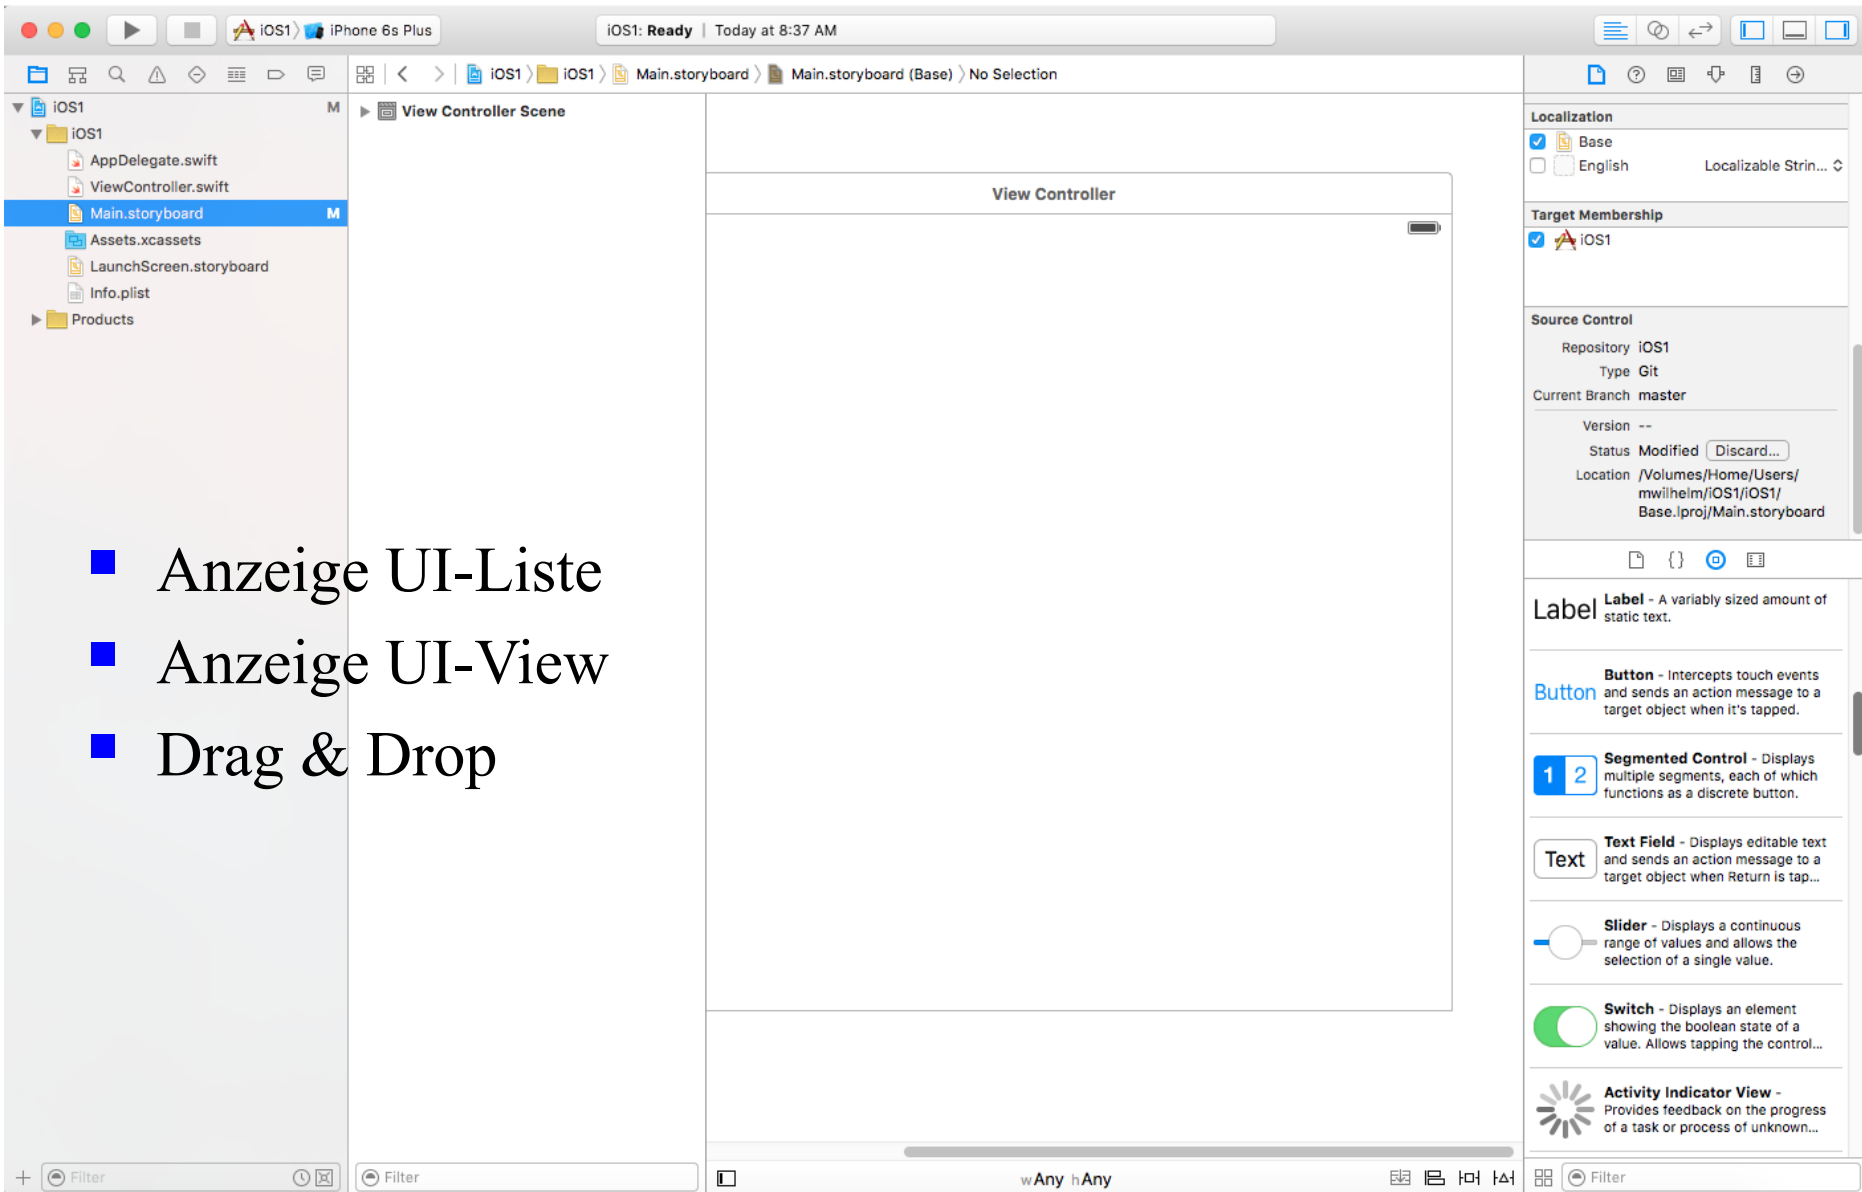 iOS1 iPhone 6s Plus
iOS1: Ready | Today at 8:37 AM
iOS1 iOS1 Main.storyboard Main.storyboard (Base) No Selection
iOS1 M
iOS1
AppDelegate.swift
ViewController.swift
Main.storyboard M
Assets.xcassets
LaunchScreen.storyboard
Info.plist
Products
Filter
View Controller Scene
Filter
Anzeige UI-Liste
Anzeige UI-View
Drag & Drop
View Controller
wAny hAny
Localization
Base
English Localizable Strin...
Target Membership
iOS1
Source Control
Repository iOS1
Type Git
Current Branch master
Version --
Status Modified Discard...
Location /Volumes/Home/Users/
mwilhelm/iOS1/iOS1/
Base.lproj/Main.storyboard
{}
Label
Label - A variably sized amount of
static text.
Button
Button - Intercepts touch events
and sends an action message to a
target object when it's tapped.
1 2
Segmented Control - Displays
multiple segments, each of which
functions as a discrete button.
Text
Text Field - Displays editable text
and sends an action message to a
target object when Return is tap...
Slider - Displays a continuous
range of values and allows the
selection of a single value.
Switch - Displays an element
showing the boolean state of a
value. Allows tapping the control...
Activity Indicator View -
Provides feedback on the progress
of a task or process of unknown...
Filter